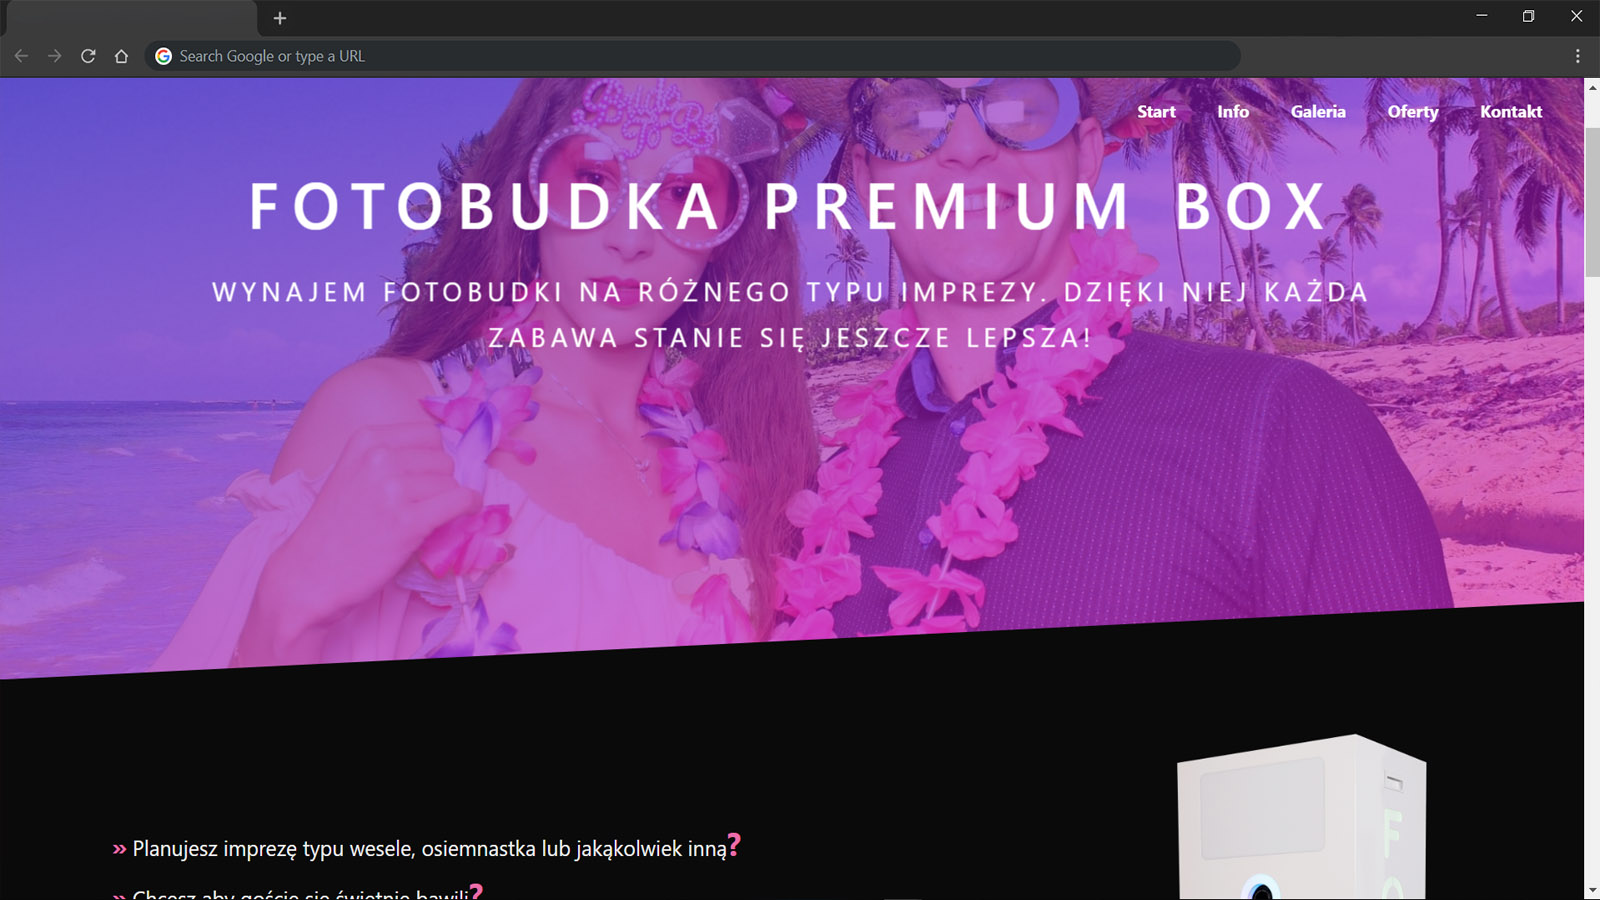 Search Google or type a URL
Start Info Galeria Oferty Kontakt
FOTOBUDKA PREMIUM BOX
WYNAJEM FOTOBUDKI NA RÓŻNEGO TYPU IMPREZY. DZIĘKI NIEJ KAŻDA
ZABAWA STANIE SIĘ JESZCZE LEPSZA!
» Planujesz imprezę typu wesele, osiemnastka lub jakąkolwiek inną?
» Chcesz aby goście się świetnie bawili?
FO